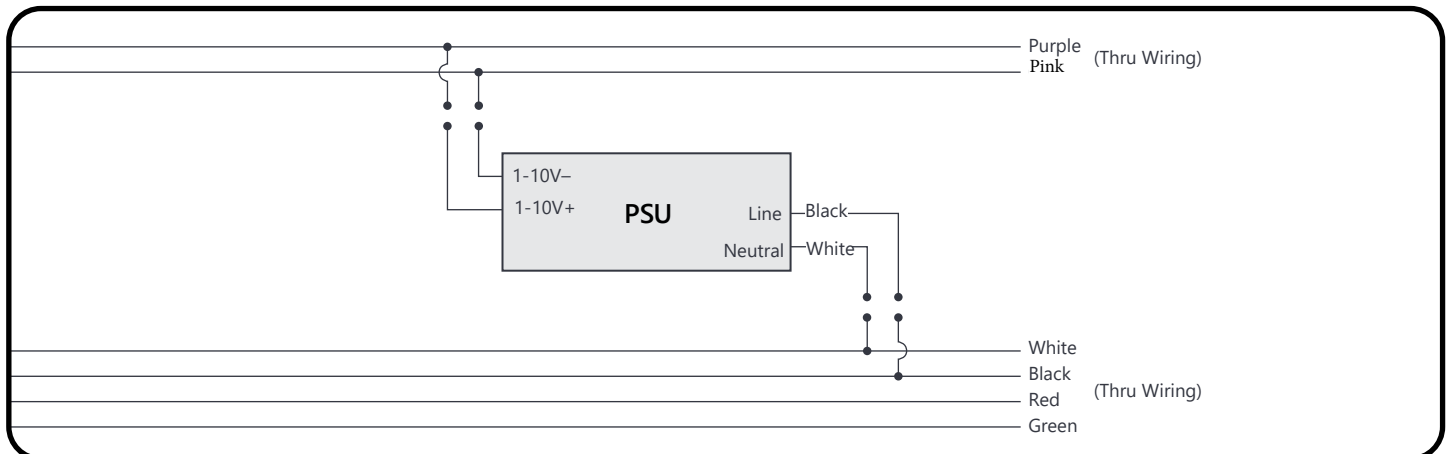 Purple
(Thru Wiring)
Pink
1-10V–
1-10V+
PSU
Line
Black
Neutral
White
White
Black
(Thru Wiring)
Red
Green